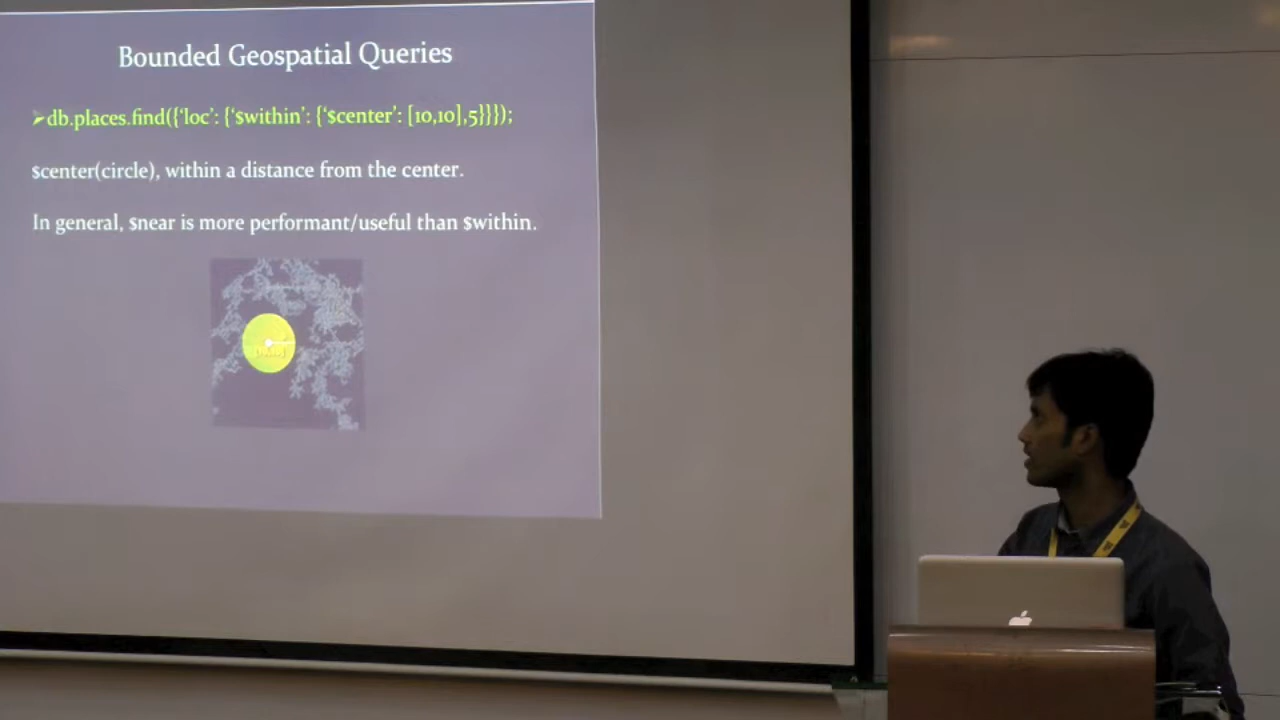 Bounded Geospatial Queries
➢db.places.find({‘loc’: {‘$within’: {‘$center’: [10,10],5}}});
$center(circle), within a distance from the center.
In general, $near is more performant/useful than $within.